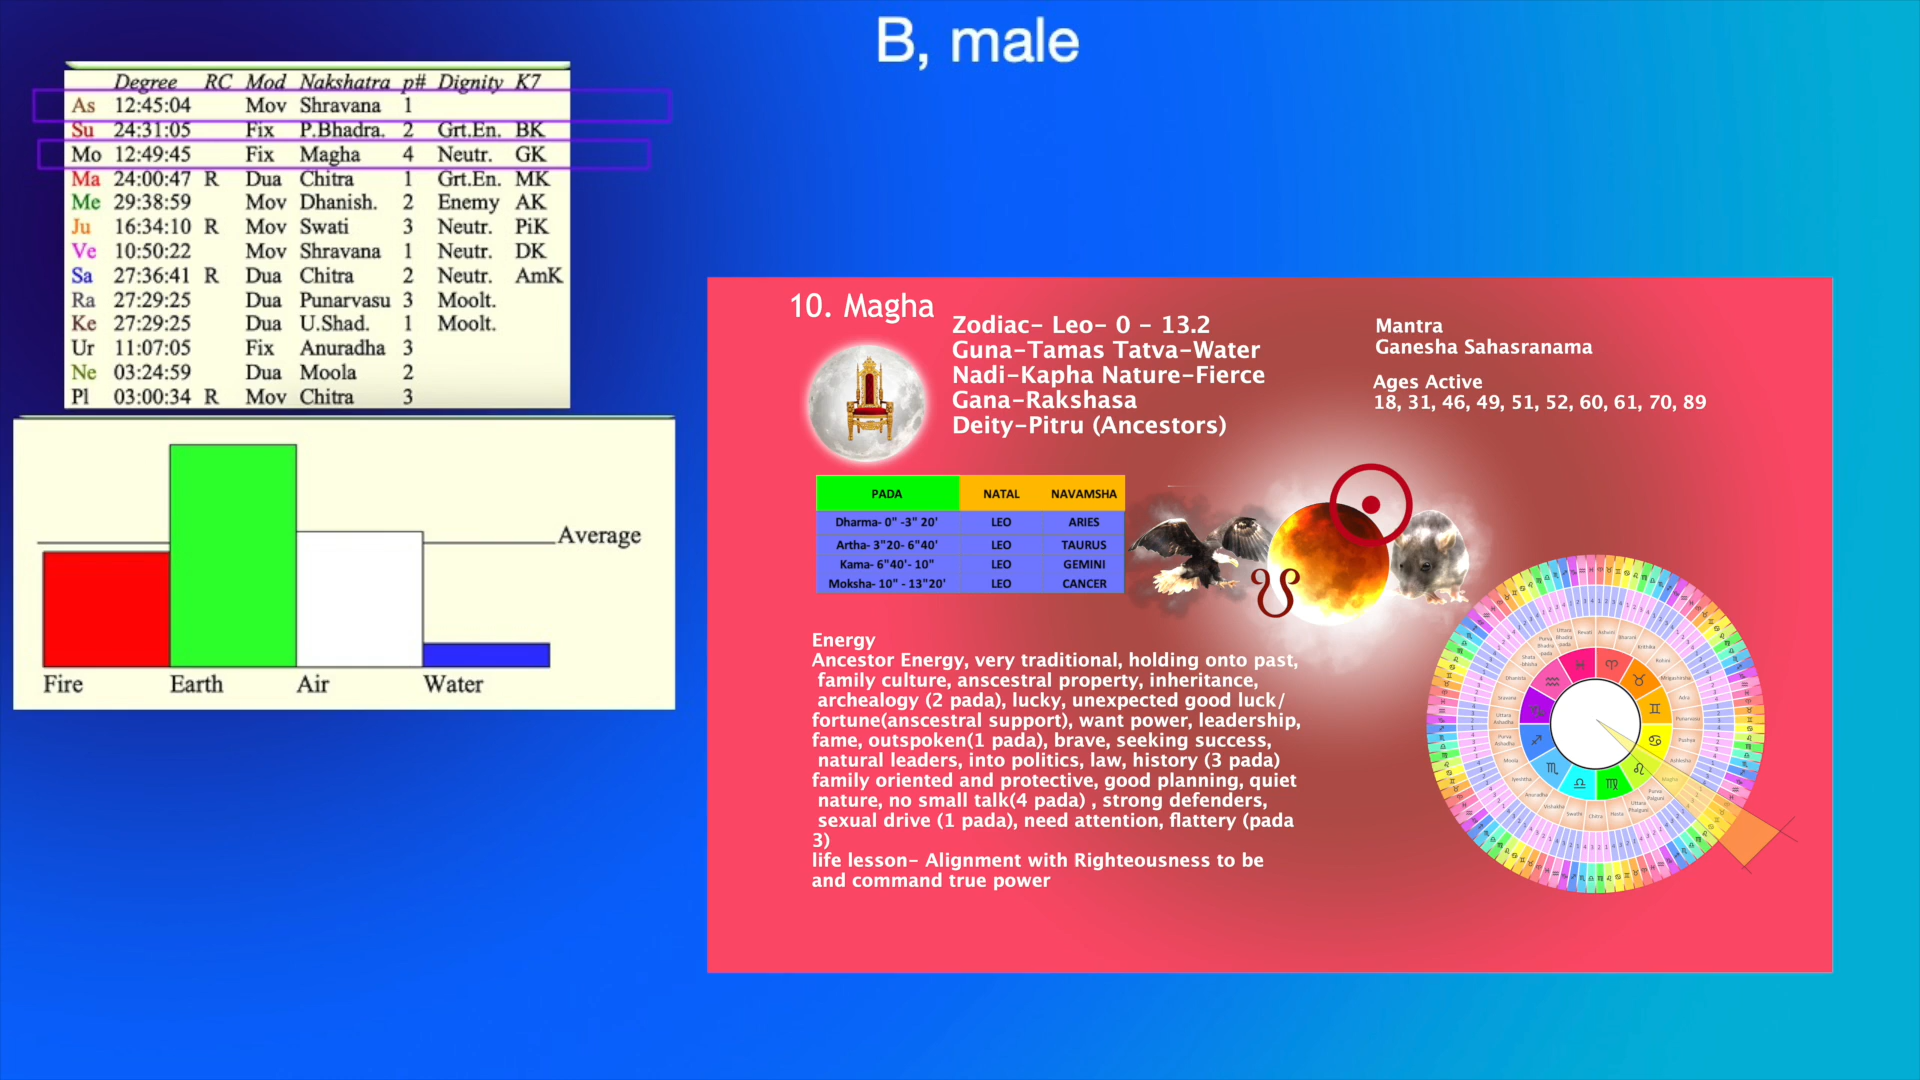 B, male
Degree RC Mod Nakshatra p# Dignity K7
As 12:45:04 Mov Shravana 1
Su 24:31:05 Fix P.Bhadra. 2 Grt.En. BK
Mo 12:49:45 Fix Magha 4 Neutr. GK
Ma 24:00:47 R Dua Chitra 1 Grt.En. MK
Me 29:38:59 Mov Dhanish. 2 Enemy AK
Ju 16:34:10 R Mov Swati 3 Neutr. PiK
Ve 10:50:22 Mov Shravana 1 Neutr. DK
Sa 27:36:41 R Dua Chitra 2 Neutr. AmK
Ra 27:29:25 Dua Punarvasu 3 Moolt.
Ke 27:29:25 Dua U.Shad. 1 Moolt.
Ur 11:07:05 Fix Anuradha 3
Ne 03:24:59 Dua Moola 2
Pl 03:00:34 R Mov Chitra 3
Average
Fire Earth Air Water
10. Magha
Zodiac- Leo- 0 - 13.2
Guna-Tamas Tatva-Water
Nadi-Kapha Nature-Fierce
Gana-Rakshasa
Deity-Pitru (Ancestors)
Mantra
Ganesha Sahasranama
Ages Active
18, 31, 46, 49, 51, 52, 60, 61, 70, 89
PADA NATAL NAVAMSHA
Dharma- 0" -3" 20' LEO ARIES
Artha- 3"20- 6"40' LEO TAURUS
Kama- 6"40'- 10" LEO GEMINI
Moksha- 10" - 13"20' LEO CANCER
Energy
Ancestor Energy, very traditional, holding onto past,
family culture, anscestral property, inheritance,
archealogy (2 pada), lucky, unexpected good luck/
fortune(anscestral support), want power, leadership,
fame, outspoken(1 pada), brave, seeking success,
natural leaders, into politics, law, history (3 pada)
family oriented and protective, good planning, quiet
nature, no small talk(4 pada) , strong defenders,
sexual drive (1 pada), need attention, flattery (pada
3)
life lesson- Alignment with Righteousness to be
and command true power